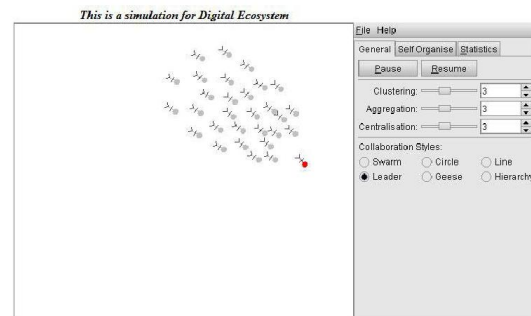 This is a simulation for Digital Ecosystem
File Help
General Self Organise Statistics
Pause Resume
Clustering: 3
Aggregation: 3
Centralisation: 3
Collaboration Styles:
Swarm Circle Line
Leader Geese Hierarchy